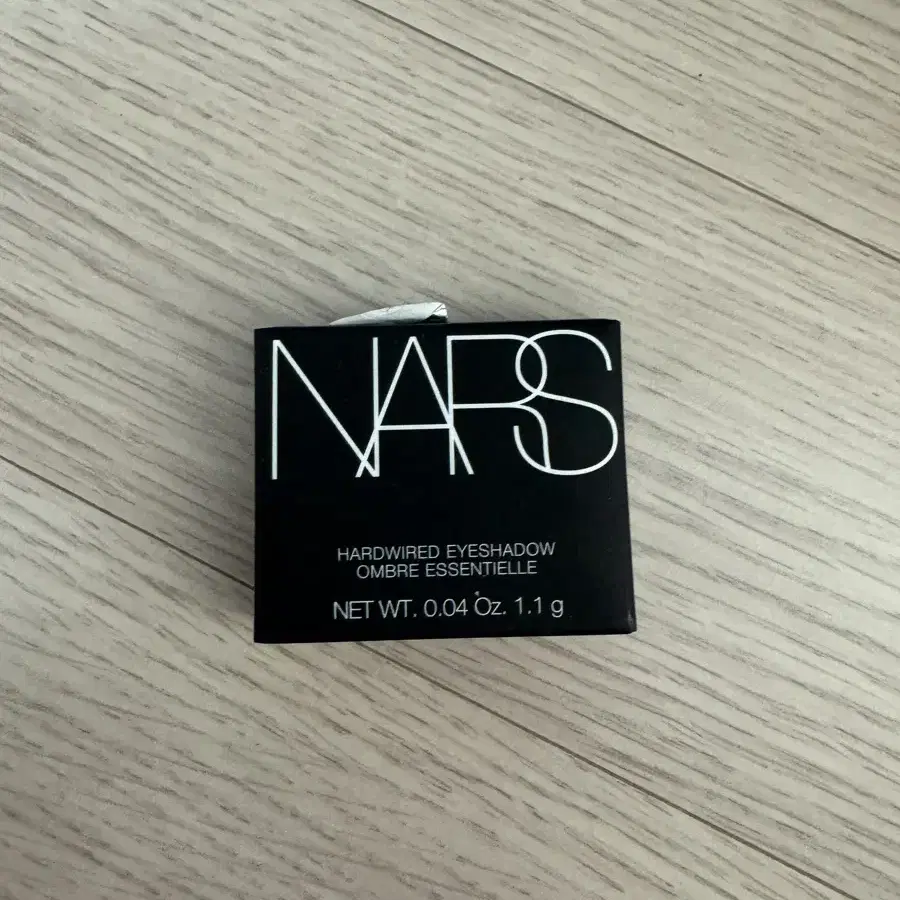 NARS
HARDWIRED EYESHADOW
OMBRE ESSENTIELLE
NET WT. 0.04 Oz. 1.1 g